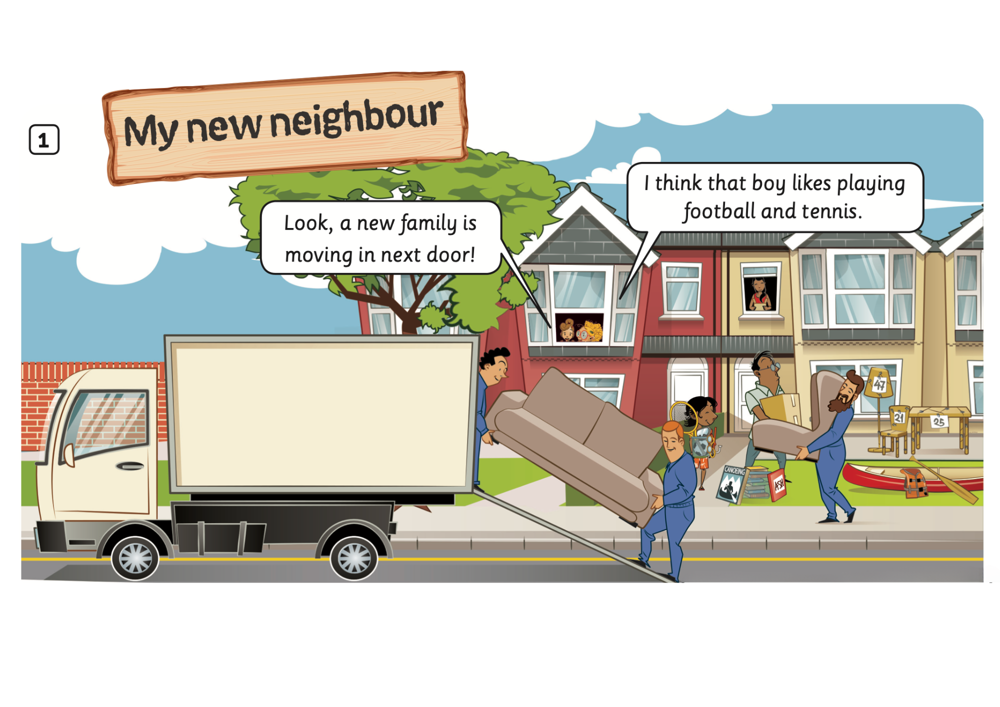 My new neighbour
1
Look, a new family is
moving in next door!
I think that boy likes playing
football and tennis.
47
21
25
CANOEING
ASH